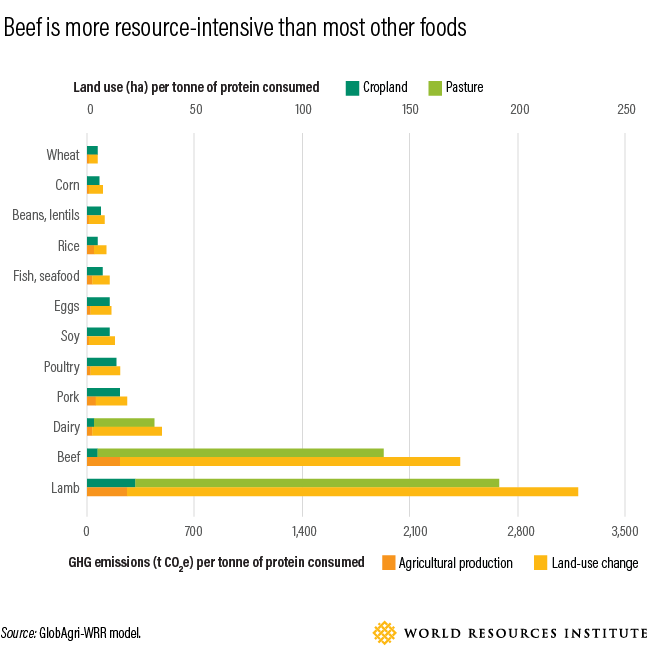 Beef is more resource-intensive than most other foods
Land use (ha) per tonne of protein consumed Cropland Pasture
0 50 100 150 200 250
Wheat
Corn
Beans, lentils
Rice
Fish, seafood
Eggs
Soy
Poultry
Pork
Dairy
Beef
Lamb
0 700 1,400 2,100 2,800 3,500
GHG emissions (t CO2e) per tonne of protein consumed Agricultural production Land-use change
Source: GlobAgri-WRR model.
WORLD RESOURCES INSTITUTE